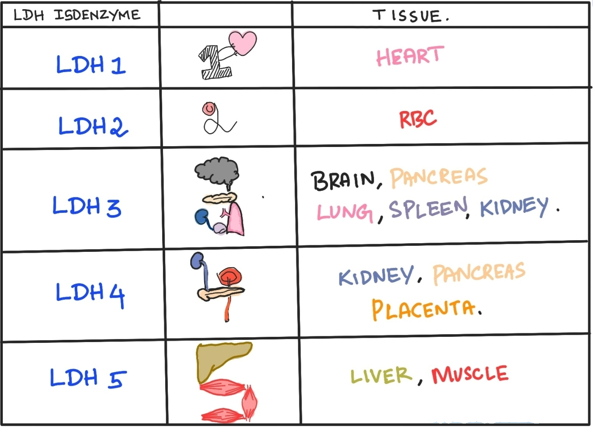 LDH ISOENZYME
TISSUE.
LDH 1
HEART
LDH 2
RBC
LDH 3
BRAIN, PANCREAS
LUNG, SPLEEN, KIDNEY.
LDH 4
KIDNEY, PANCREAS
PLACENTA.
LDH 5
LIVER, MUSCLE